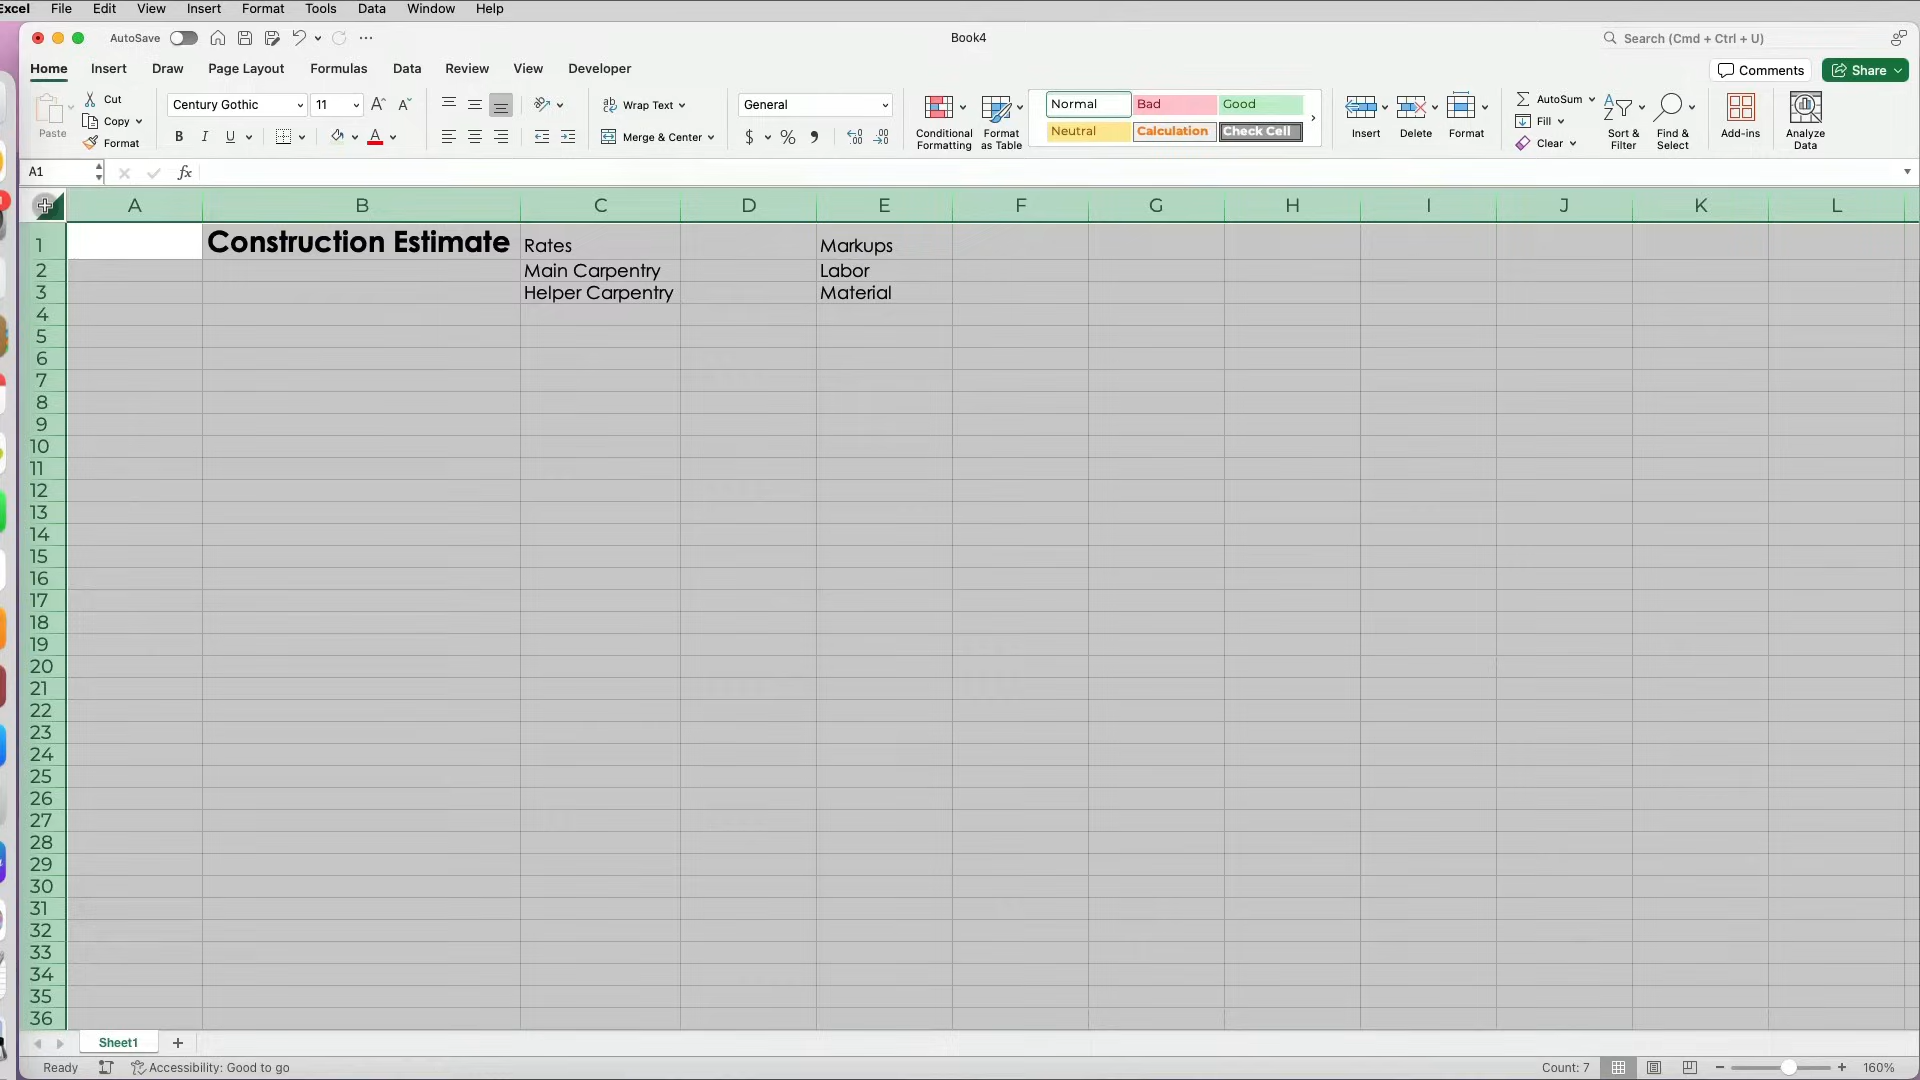 Excel File Edit View Insert Format Tools Data Window Help
AutoSave Book4 Search (Cmd + Ctrl + U)
Home Insert Draw Page Layout Formulas Data Review View Developer Comments Share
Paste Cut Copy Format
Century Gothic 11
B I U A
Wrap Text
Merge & Center
General
$ %
Conditional Formatting
Format as Table
Normal Bad Good
Neutral Calculation Check Cell
Insert Delete Format
AutoSum
Fill
Clear
Sort & Filter
Find & Select
Add-ins
Analyze Data
A1 fx
A B C D E F G H I J K L
1 Construction Estimate Rates Markups
2 Main Carpentry Labor
3 Helper Carpentry Material
4
5
6
7
8
9
10
11
12
13
14
15
16
17
18
19
20
21
22
23
24
25
26
27
28
29
30
31
32
33
34
35
36
Sheet1
Ready Accessibility: Good to go Count: 7 160%